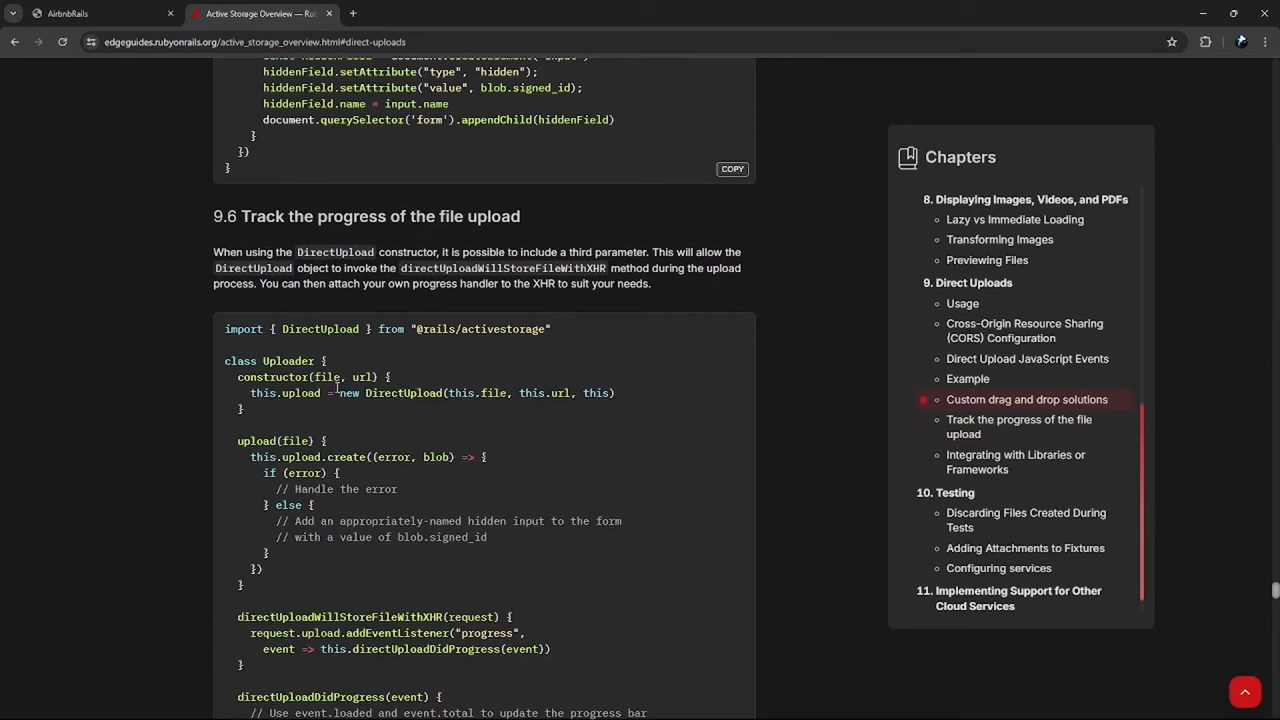 AirbnbRails
Active Storage Overview — Ru
edgeguides.rubyonrails.org/active_storage_overview.html#direct-uploads
hiddenField.setAttribute("type", "hidden");
hiddenField.setAttribute("value", blob.signed_id);
hiddenField.name = input.name
document.querySelector('form').appendChild(hiddenField)
}
})
}
COPY
9.6 Track the progress of the file upload
When using the DirectUpload constructor, it is possible to include a third parameter. This will allow the
DirectUpload object to invoke the directUploadWillStoreFileWithXHR method during the upload
process. You can then attach your own progress handler to the XHR to suit your needs.
import { DirectUpload } from "@rails/activestorage"
class Uploader {
constructor(file, url) {
this.upload = new DirectUpload(this.file, this.url, this)
}
upload(file) {
this.upload.create((error, blob) => {
if (error) {
// Handle the error
} else {
// Add an appropriately-named hidden input to the form
// with a value of blob.signed_id
}
})
}
directUploadWillStoreFileWithXHR(request) {
request.upload.addEventListener("progress",
event => this.directUploadDidProgress(event))
}
directUploadDidProgress(event) {
// Use event.loaded and event.total to update the progress bar
Chapters
8. Displaying Images, Videos, and PDFs
Lazy vs Immediate Loading
Transforming Images
Previewing Files
9. Direct Uploads
Usage
Cross-Origin Resource Sharing
(CORS) Configuration
Direct Upload JavaScript Events
Example
Custom drag and drop solutions
Track the progress of the file
upload
Integrating with Libraries or
Frameworks
10. Testing
Discarding Files Created During
Tests
Adding Attachments to Fixtures
Configuring services
11. Implementing Support for Other
Cloud Services